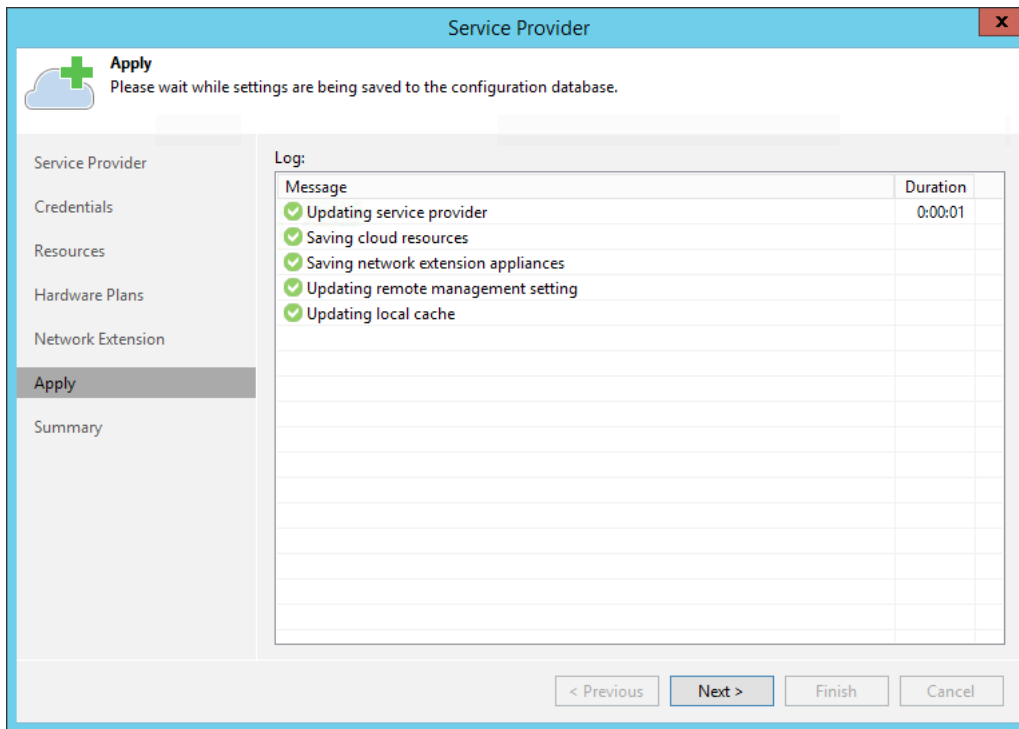 Service Provider
x
Apply
Please wait while settings are being saved to the configuration database.
Service Provider
Credentials
Resources
Hardware Plans
Network Extension
Apply
Summary
Log:
Message Duration
Updating service provider 0:00:01
Saving cloud resources
Saving network extension appliances
Updating remote management setting
Updating local cache
< Previous Next > Finish Cancel